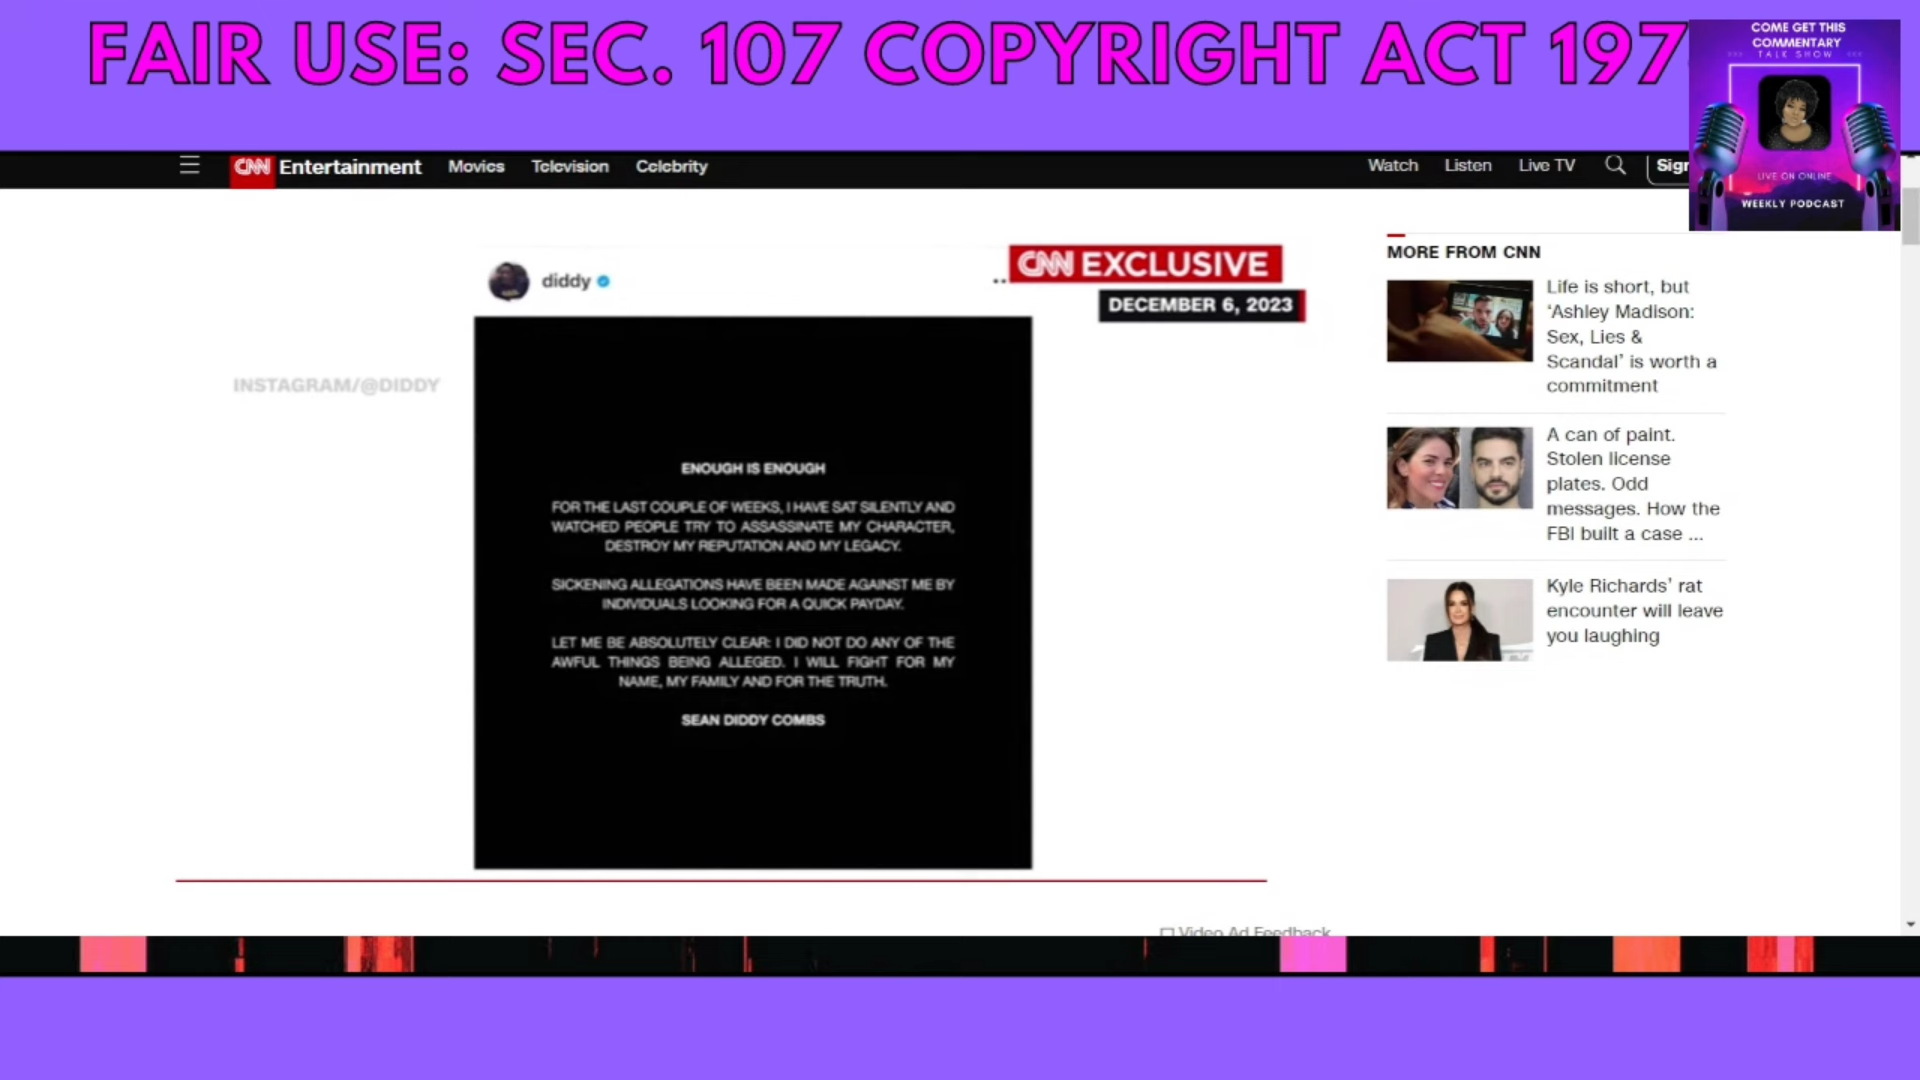 FAIR USE: SEC. 107 COPYRIGHT ACT 197
COME GET THIS
COMMENTARY
TALK SHOW
LIVE ON ONLINE
WEEKLY PODCAST
CNN Entertainment Movies Television Celebrity
Watch Listen Live TV Sign
diddy
CNN EXCLUSIVE
DECEMBER 6, 2023
INSTAGRAM/@DIDDY
ENOUGH IS ENOUGH
FOR THE LAST COUPLE OF WEEKS, I HAVE SAT SILENTLY AND
WATCHED PEOPLE TRY TO ASSASSINATE MY CHARACTER,
DESTROY MY REPUTATION AND MY LEGACY.
SICKENING ALLEGATIONS HAVE BEEN MADE AGAINST ME BY
INDIVIDUALS LOOKING FOR A QUICK PAYDAY.
LET ME BE ABSOLUTELY CLEAR: I DID NOT DO ANY OF THE
AWFUL THINGS BEING ALLEGED. I WILL FIGHT FOR MY
NAME, MY FAMILY AND FOR THE TRUTH.
SEAN DIDDY COMBS
MORE FROM CNN
Life is short, but
‘Ashley Madison:
Sex, Lies &
Scandal’ is worth a
commitment
A can of paint.
Stolen license
plates. Odd
messages. How the
FBI built a case ...
Kyle Richards’ rat
encounter will leave
you laughing
Video Ad Feedback